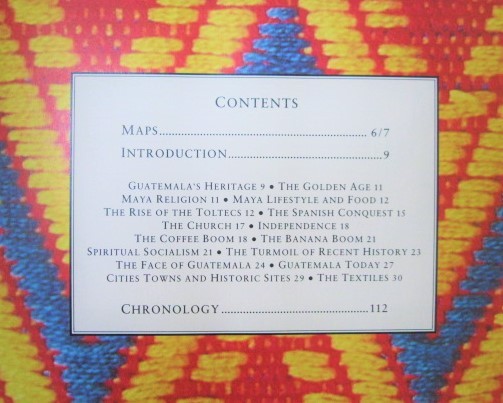 CONTENTS
MAPS............................................................ 6/7
INTRODUCTION.............................................9
GUATEMALA'S HERITAGE 9 • THE GOLDEN AGE 11
MAYA RELIGION 11 • MAYA LIFESTYLE AND FOOD 12
THE RISE OF THE TOLTECS 12 • THE SPANISH CONQUEST 15
THE CHURCH 17 • INDEPENDENCE 18
THE COFFEE BOOM 18 • THE BANANA BOOM 21
SPIRITUAL SOCIALISM 21 • THE TURMOIL OF RECENT HISTORY 23
THE FACE OF GUATEMALA 24 • GUATEMALA TODAY 27
CITIES TOWNS AND HISTORIC SITES 29 • THE TEXTILES 30
CHRONOLOGY ...........................................112